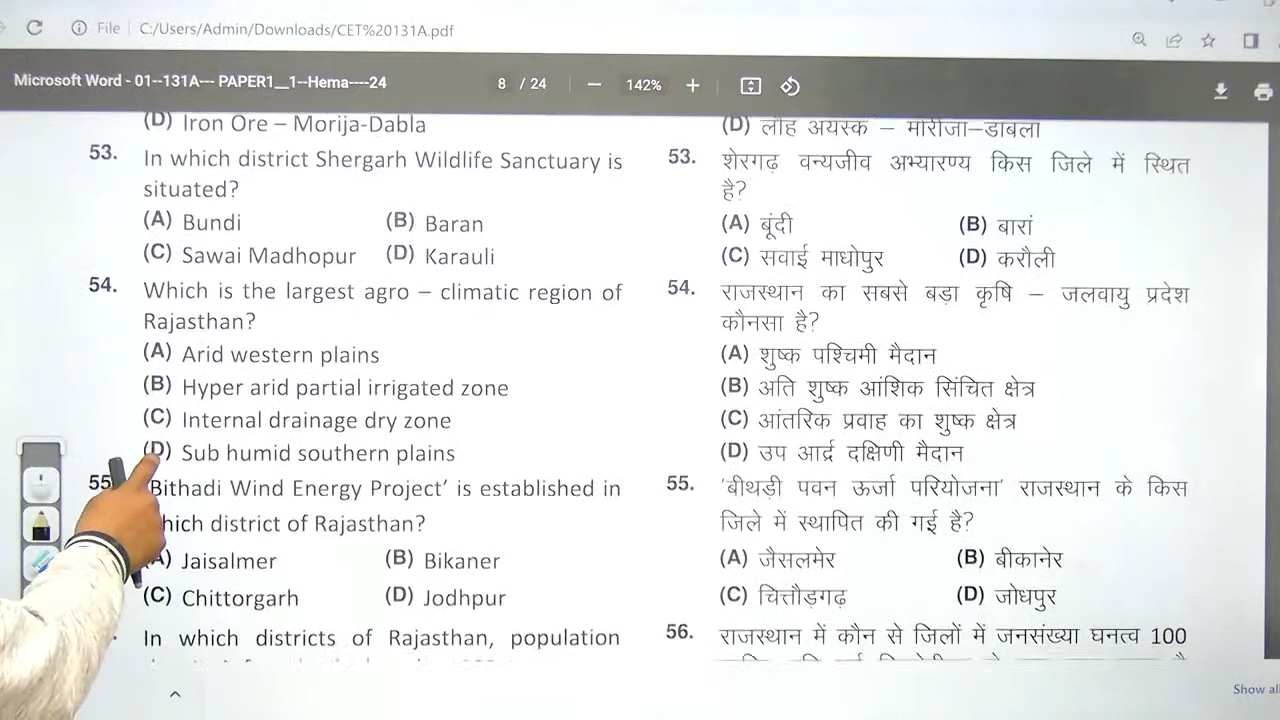 File C:/Users/Admin/Downloads/CET%20131A.pdf
Microsoft Word - 01--131A--- PAPER1__1--Hema----24 8 / 24 142%
(D) Iron Ore – Morija-Dabla
53. In which district Shergarh Wildlife Sanctuary is
situated?
(A) Bundi (B) Baran
(C) Sawai Madhopur (D) Karauli
54. Which is the largest agro – climatic region of
Rajasthan?
(A) Arid western plains
(B) Hyper arid partial irrigated zone
(C) Internal drainage dry zone
(D) Sub humid southern plains
55 Bithadi Wind Energy Project' is established in
hich district of Rajasthan?
A) Jaisalmer (B) Bikaner
(C) Chittorgarh (D) Jodhpur
In which districts of Rajasthan, population
(D) लौह अयस्क – मोरीजा–डाबला
53. शेरगढ़ वन्यजीव अभ्यारण्य किस जिले में स्थित
है?
(A) बूंदी (B) बारां
(C) सवाई माधोपुर (D) करौली
54. राजस्थान का सबसे बड़ा कृषि – जलवायु प्रदेश
कौनसा है?
(A) शुष्क पश्चिमी मैदान
(B) अति शुष्क आंशिक सिंचित क्षेत्र
(C) आंतरिक प्रवाह का शुष्क क्षेत्र
(D) उप आर्द्र दक्षिणी मैदान
55. 'बीथड़ी पवन ऊर्जा परियोजना' राजस्थान के किस
जिले में स्थापित की गई है?
(A) जैसलमेर (B) बीकानेर
(C) चित्तौड़गढ़ (D) जोधपुर
56. राजस्थान में कौन से जिलों में जनसंख्या घनत्व 100
Show all